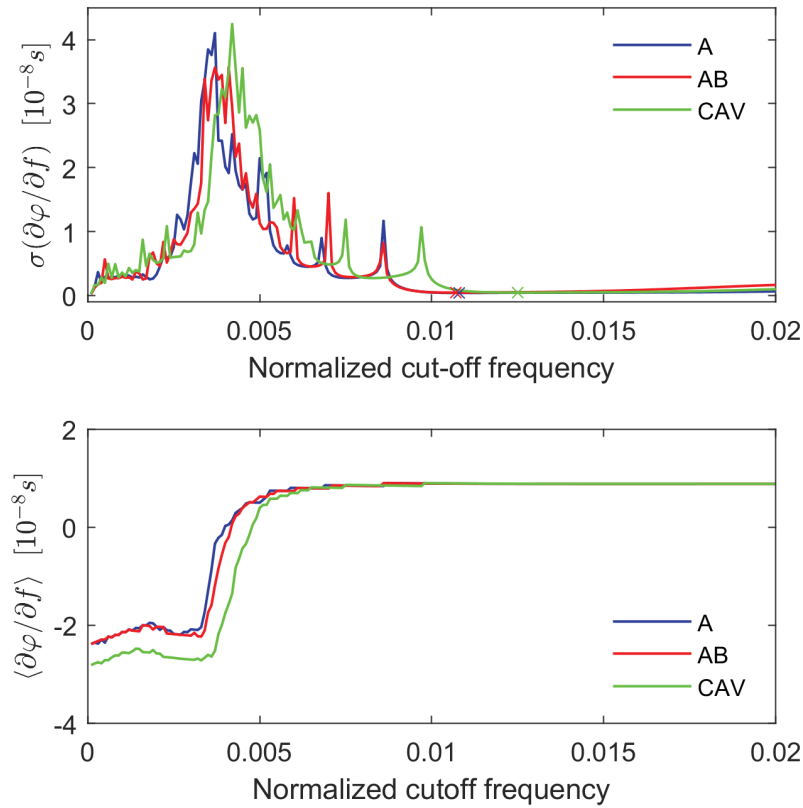 σ(∂φ/∂f) [10⁻⁸s]
4
3
2
1
0
A
AB
CAV
0 0.005 0.01 0.015 0.02
Normalized cut-off frequency
⟨∂φ/∂f⟩ [10⁻⁸s]
2
0
-2
-4
A
AB
CAV
0 0.005 0.01 0.015 0.02
Normalized cutoff frequency